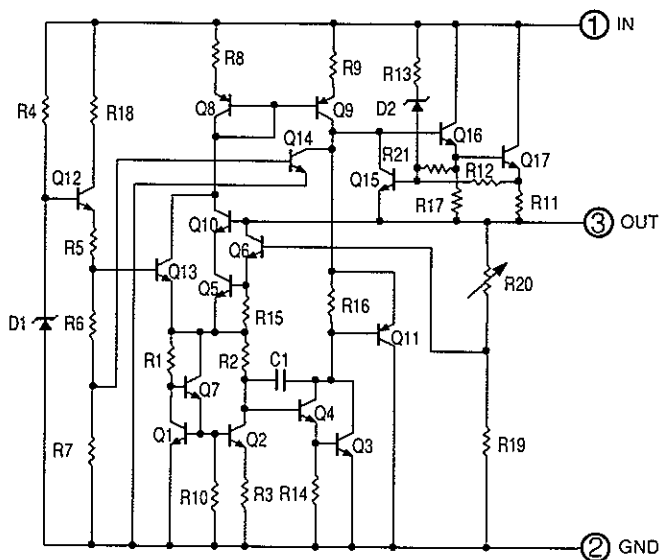 1 IN
R8
R9
R13
R4
R18
D2
Q8
Q9
Q14
Q16
R21
Q17
Q12
Q15
R12
R17
R11
Q10
3 OUT
R5
Q6
Q13
Q5
R20
D1
R6
R15
R16
Q11
R1
R2
C1
Q7
Q4
Q1
Q2
Q3
R7
R19
R10
R3
R14
2 GND